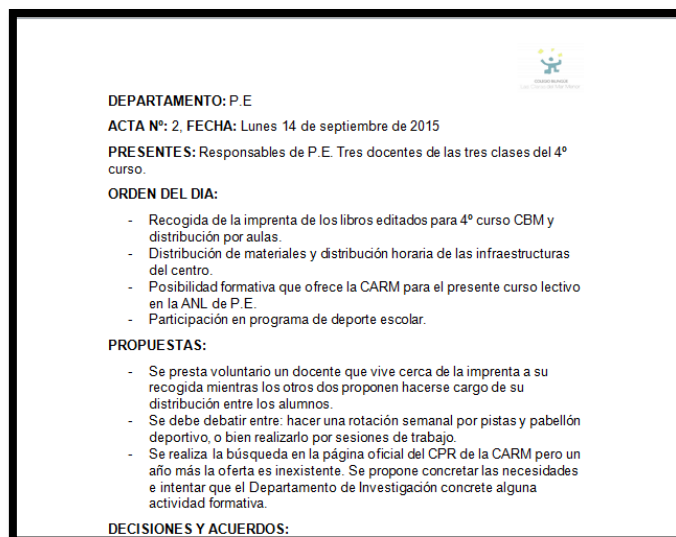 DEPARTAMENTO: P.E
ACTA Nº: 2, FECHA: Lunes 14 de septiembre de 2015
PRESENTES: Responsables de P.E. Tres docentes de las tres clases del 4º
curso.
ORDEN DEL DIA:
- Recogida de la imprenta de los libros editados para 4º curso CBM y
distribución por aulas.
- Distribución de materiales y distribución horaria de las infraestructuras
del centro.
- Posibilidad formativa que ofrece la CARM para el presente curso lectivo
en la ANL de P.E.
- Participación en programa de deporte escolar.
PROPUESTAS:
- Se presta voluntario un docente que vive cerca de la imprenta a su
recogida mientras los otros dos proponen hacerse cargo de su
distribución entre los alumnos.
- Se debe debatir entre: hacer una rotación semanal por pistas y pabellón
deportivo, o bien realizarlo por sesiones de trabajo.
- Se realiza la búsqueda en la página oficial del CPR de la CARM pero un
año más la oferta es inexistente. Se propone concretar las necesidades
e intentar que el Departamento de Investigación concrete alguna
actividad formativa.
DECISIONES Y ACUERDOS: